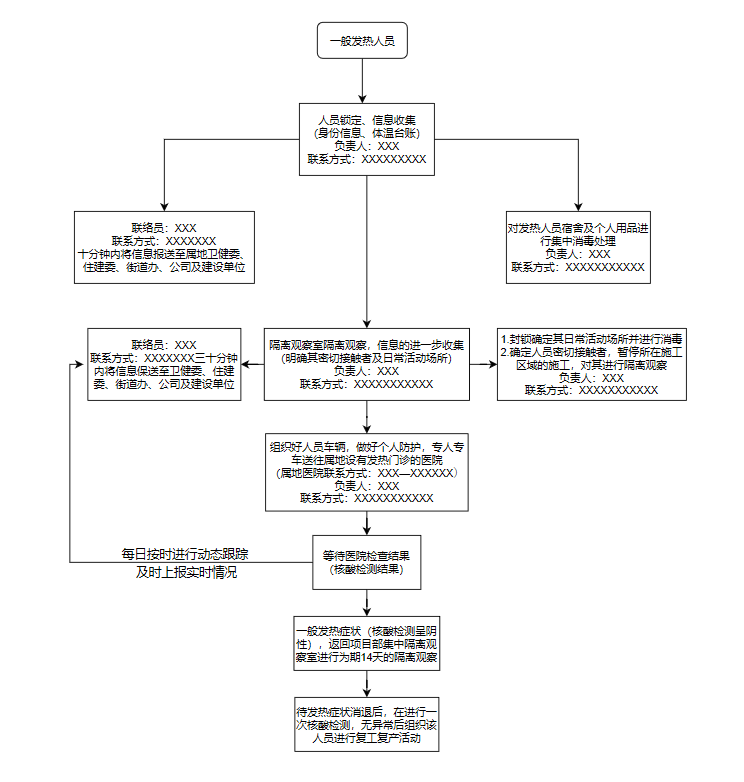 一般发热人员
人员锁定、信息收集
(身份信息、体温台账)
负责人：XXX
联系方式：XXXXXXXXX
联络员：XXX
联系方式：XXXXXXX
十分钟内将信息报送至属地卫健委、
住建委、街道办、公司及建设单位
对发热人员宿舍及个人用品进
行集中消毒处理
负责人：XXX
联系方式：XXXXXXXXXXX
联络员：XXX
联系方式：XXXXXXX三十分钟
内将信息保送至卫健委、住建
委、街道办、公司及建设单位
隔离观察室隔离观察，信息的进一步收集
(明确其密切接触者及日常活动场所)
负责人：XXX
联系方式：XXXXXXXXXXX
1.封锁确定其日常活动场所并进行消毒
2.确定人员密切接触者，暂停所在施工
区域的施工，对其进行隔离观察
负责人：XXX
联系方式：XXXXXXXXXXX
组织好人员车辆，做好个人防护，专人专
车送往属地设有发热门诊的医院
（属地医院联系方式：XXX—XXXXXX）
负责人：XXX
联系方式：XXXXXXXXXXX
每日按时进行动态跟踪
及时上报实时情况
等待医院检查结果
（核酸检测结果）
一般发热症状（核酸检测呈阴
性），返回项目部集中隔离观
察室进行为期14天的隔离观察
待发热症状消退后，在进行一
次核酸检测，无异常后组织该
人员进行复工复产活动